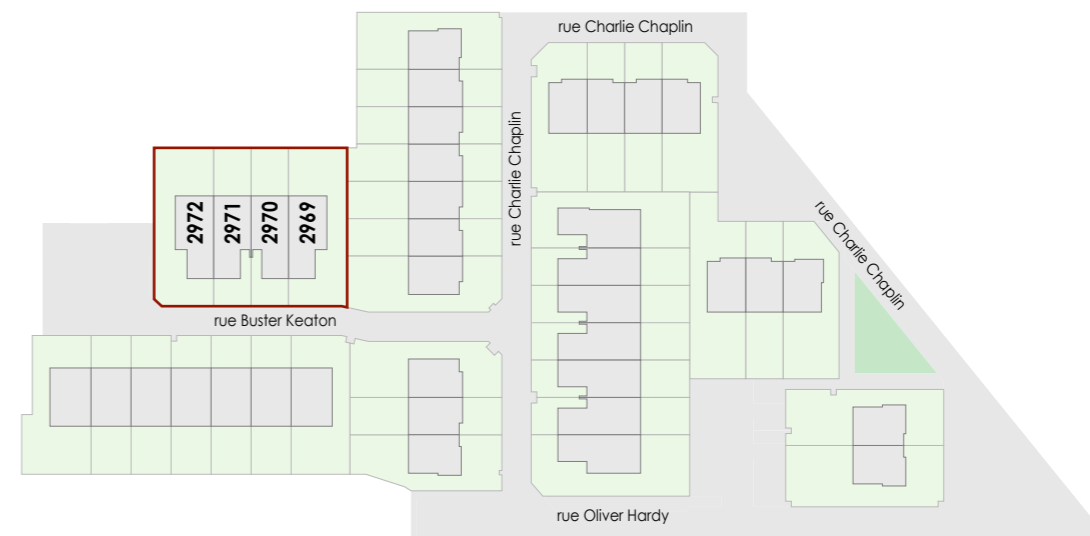 rue Charlie Chaplin
rue Charlie Chaplin
rue Charlie Chaplin
2972
2971
2970
2969
rue Buster Keaton
rue Oliver Hardy